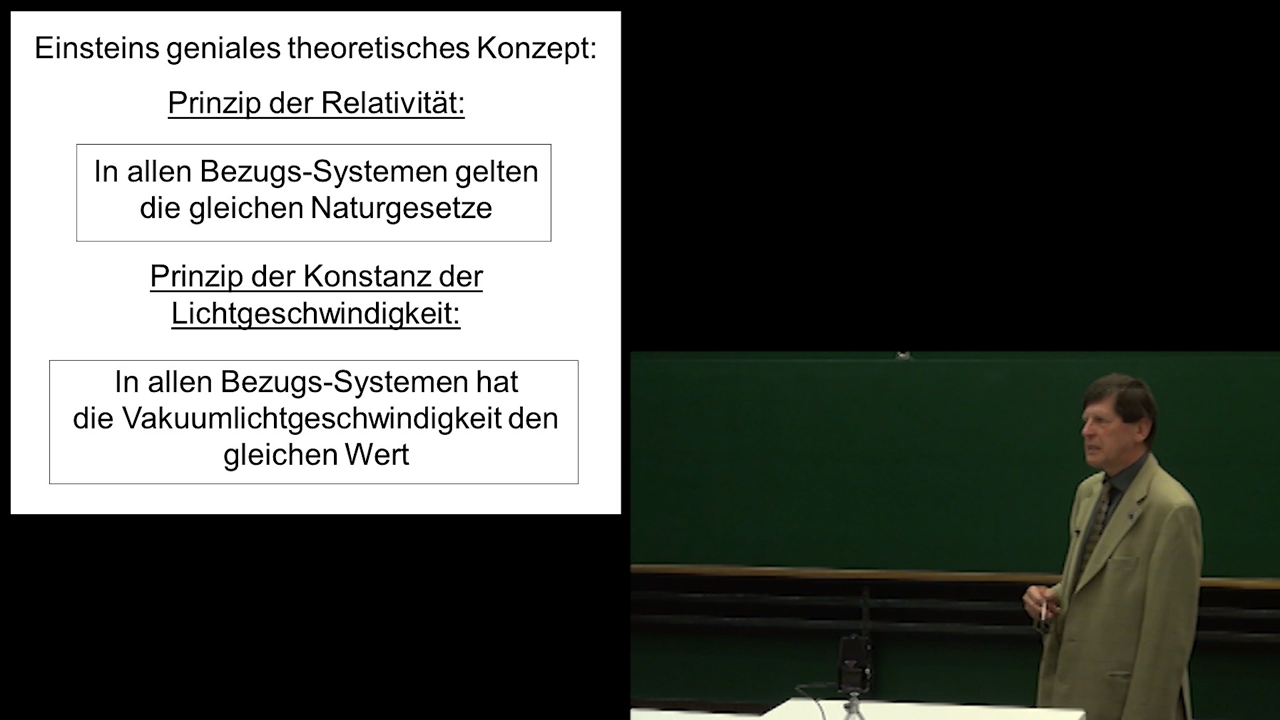 Einsteins geniales theoretisches Konzept:
Prinzip der Relativität:
In allen Bezugs-Systemen gelten
die gleichen Naturgesetze
Prinzip der Konstanz der
Lichtgeschwindigkeit:
In allen Bezugs-Systemen hat
die Vakuumlichtgeschwindigkeit den
gleichen Wert